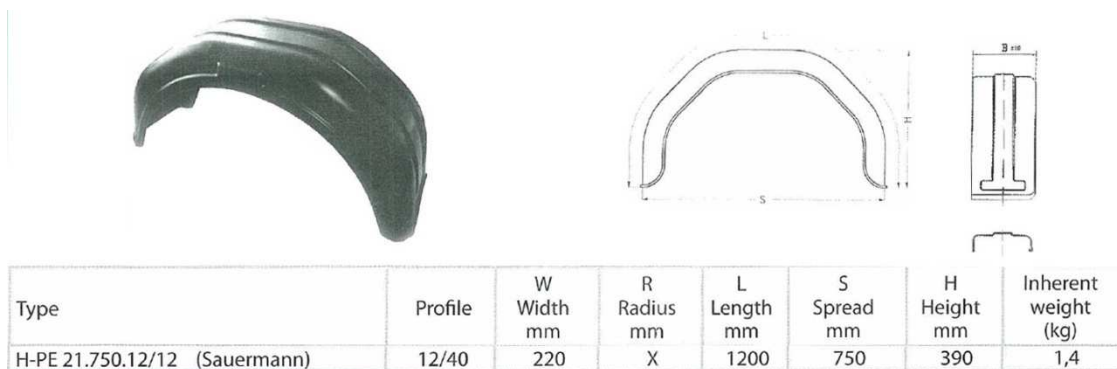 L
B ±10
H
S
Type Profile W Width mm R Radius mm L Length mm S Spread mm H Height mm Inherent weight (kg)
H-PE 21.750.12/12 (Sauermann) 12/40 220 X 1200 750 390 1,4